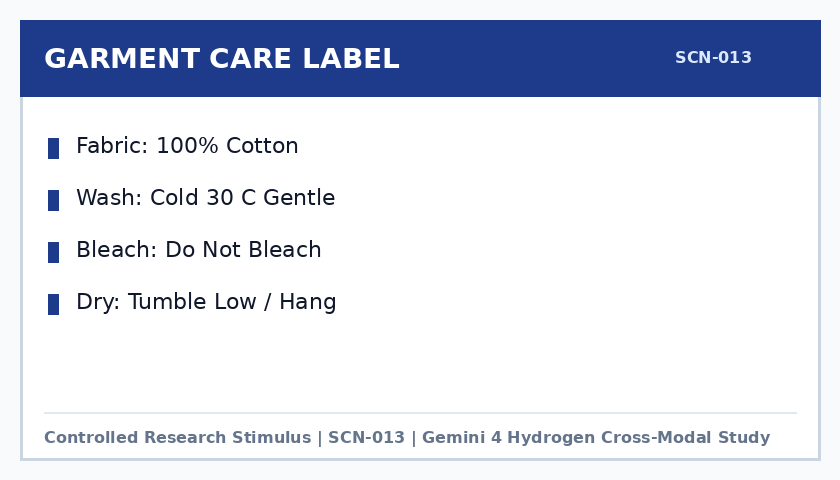 GARMENT CARE LABEL
SCN-013
Fabric: 100% Cotton
Wash: Cold 30 C Gentle
Bleach: Do Not Bleach
Dry: Tumble Low / Hang
Controlled Research Stimulus | SCN-013 | Gemini 4 Hydrogen Cross-Modal Study